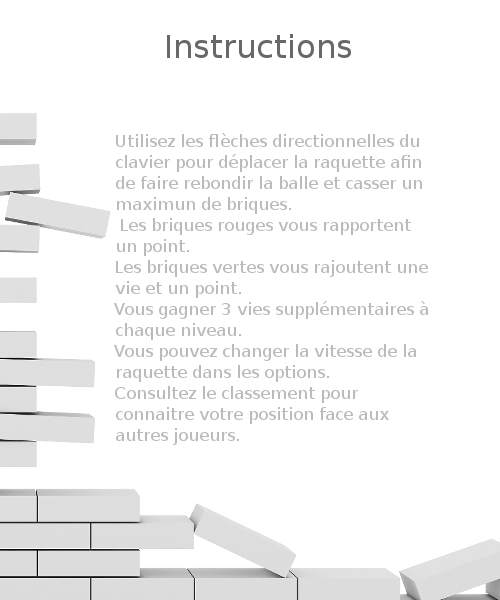 Instructions
Utilisez les flèches directionnelles du
clavier pour déplacer la raquette afin
de faire rebondir la balle et casser un
maximun de briques.
Les briques rouges vous rapportent
un point.
Les briques vertes vous rajoutent une
vie et un point.
Vous gagner 3 vies supplémentaires à
chaque niveau.
Vous pouvez changer la vitesse de la
raquette dans les options.
Consultez le classement pour
connaitre votre position face aux
autres joueurs.